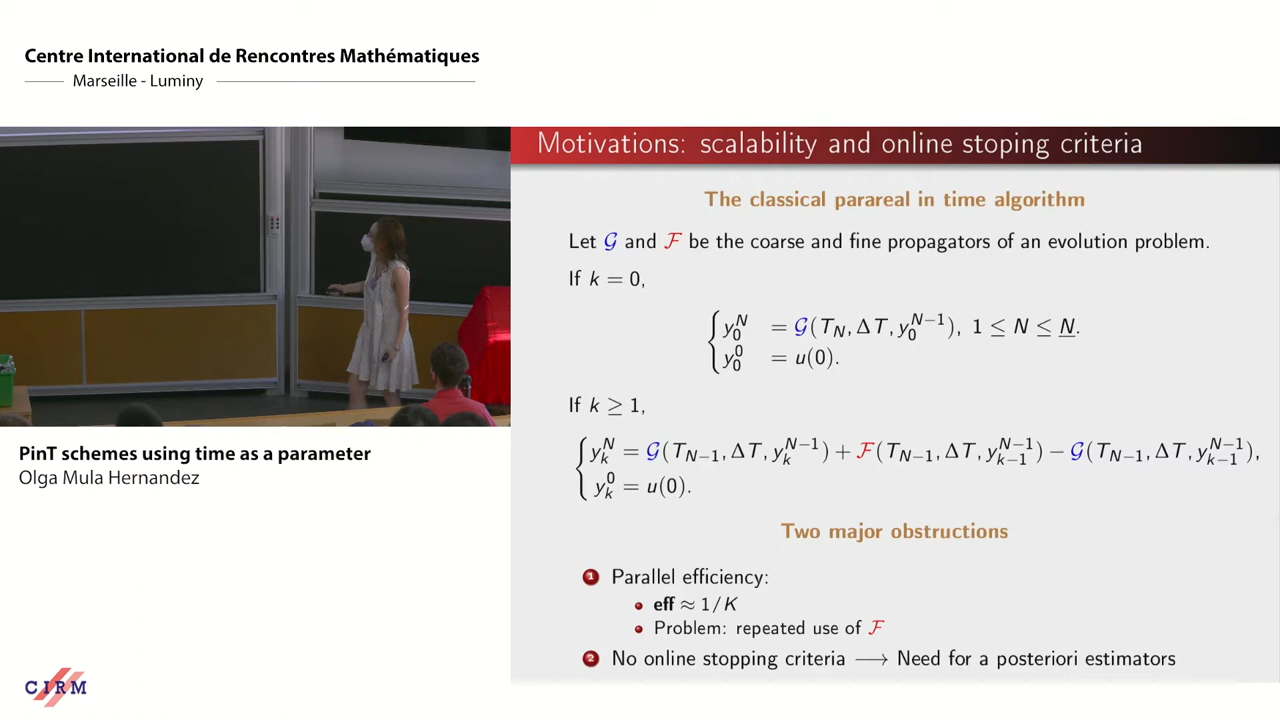 Centre International de Rencontres Mathématiques
Marseille - Luminy
Motivations: scalability and online stoping criteria
The classical parareal in time algorithm
Let 𝒢 and ℱ be the coarse and fine propagators of an evolution problem.
If k = 0,
y_0^N = 𝒢(T_N, ΔT, y_0^{N−1}), 1 ≤ N ≤ N̲.
y_0^0 = u(0).
If k ≥ 1,
y_k^N = 𝒢(T_{N−1}, ΔT, y_k^{N−1}) + ℱ(T_{N−1}, ΔT, y_{k−1}^{N−1}) − 𝒢(T_{N−1}, ΔT, y_{k−1}^{N−1}),
y_k^0 = u(0).
Two major obstructions
1 Parallel efficiency:
• eff ≈ 1/K
• Problem: repeated use of ℱ
2 No online stopping criteria ⟶ Need for a posteriori estimators
PinT schemes using time as a parameter
Olga Mula Hernandez
CIRM